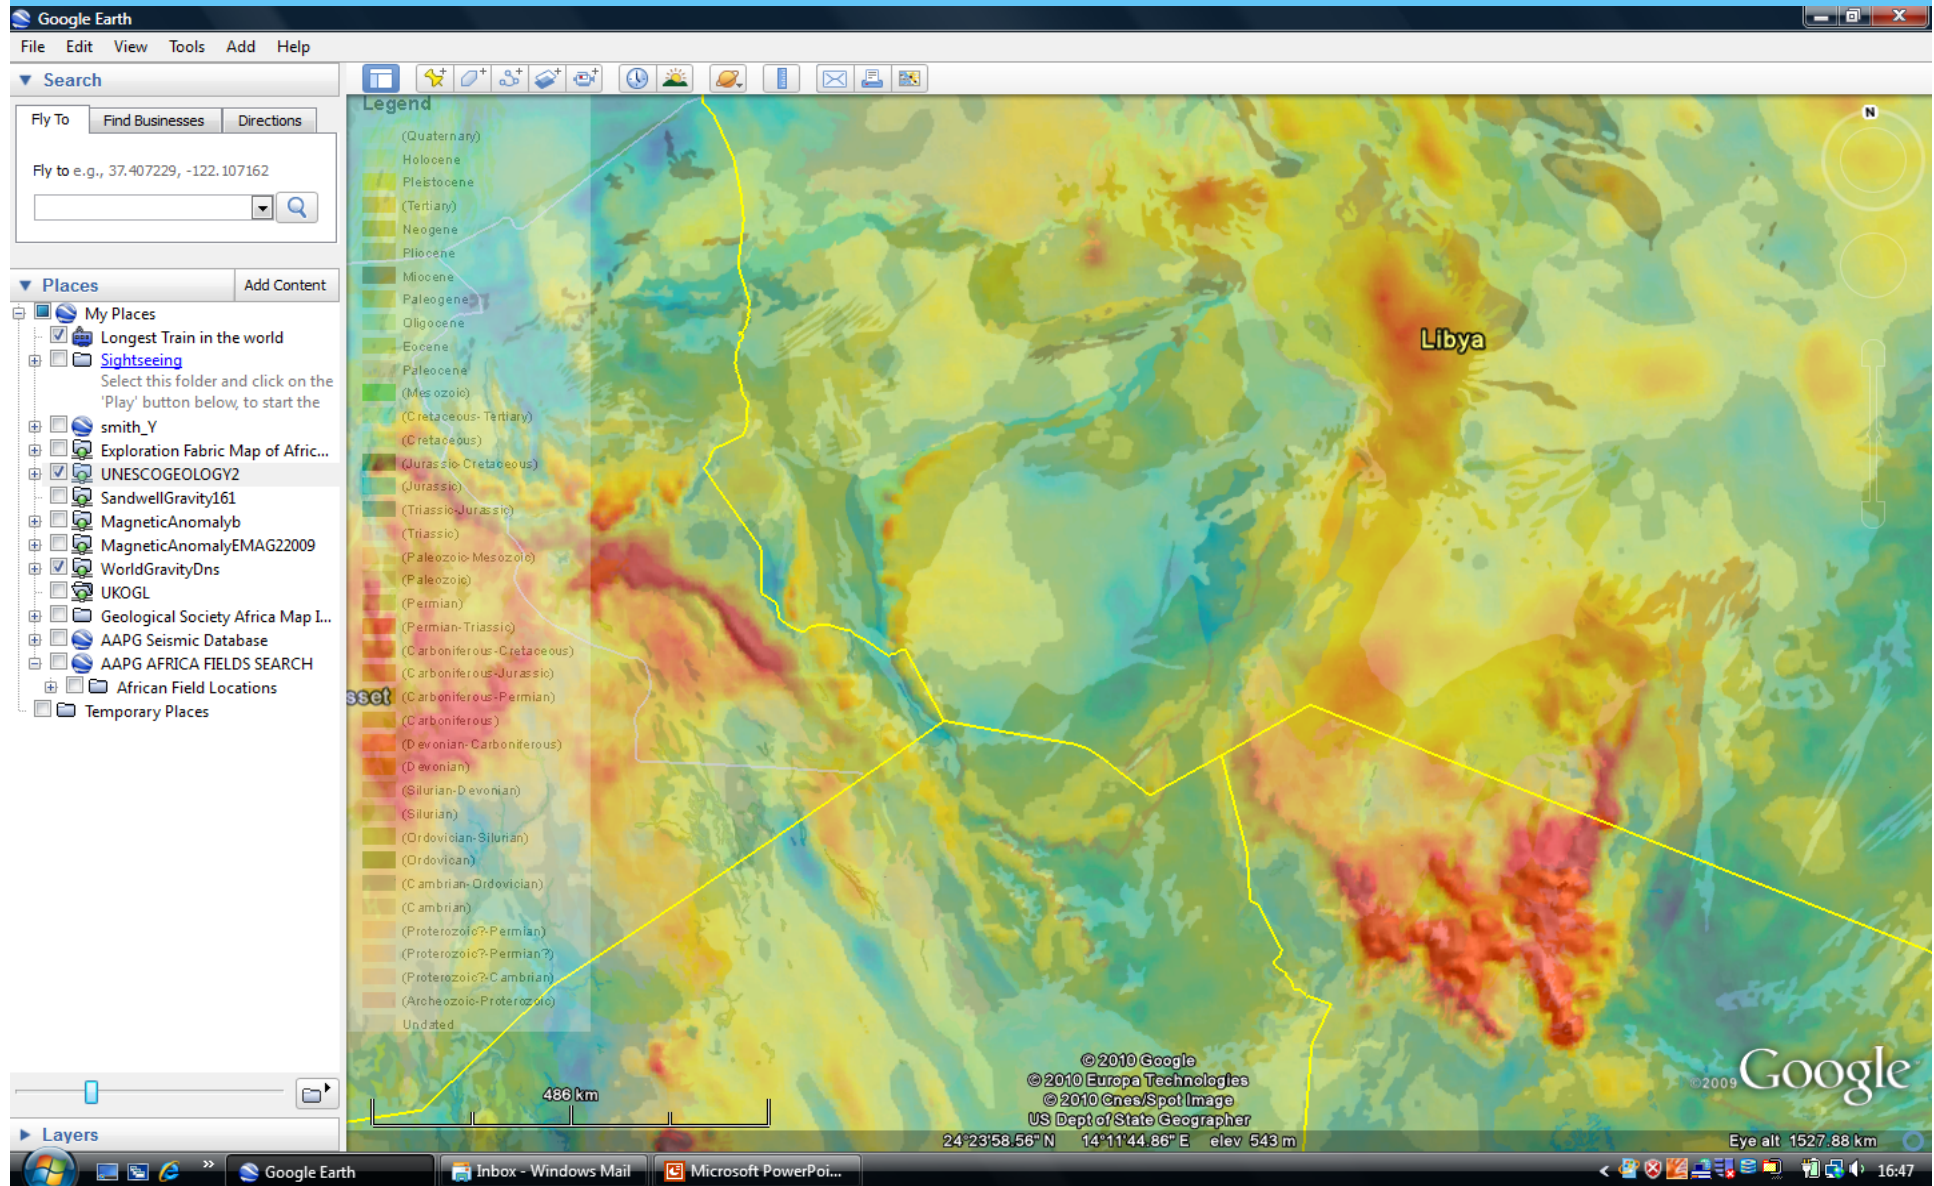 Google Earth
File Edit View Tools Add Help
Search
Fly To Find Businesses Directions
Fly to e.g., 37.407229, -122.107162
Places Add Content
My Places
Longest Train in the world
Sightseeing
Select this folder and click on the
'Play' button below, to start the
smith_Y
Exploration Fabric Map of Afric...
UNESCOGEOLOGY2
SandwellGravity161
MagneticAnomalyb
MagneticAnomalyEMAG22009
WorldGravityDns
UKOGL
Geological Society Africa Map I...
AAPG Seismic Database
AAPG AFRICA FIELDS SEARCH
African Field Locations
Temporary Places
Layers
Legend
(Quaternary)
Holocene
Pleistocene
(Tertiary)
Neogene
Pliocene
Miocene
Paleogene
Oligocene
Eocene
Paleocene
(Mesozoic)
(Cretaceous-Tertiary)
(Cretaceous)
(Jurassic-Cretaceous)
(Jurassic)
(Triassic-Jurassic)
(Triassic)
(Paleozoic-Mesozoic)
(Paleozoic)
(Permian)
(Permian-Triassic)
(Carboniferous-Cretaceous)
(Carboniferous-Jurassic)
(Carboniferous-Permian)
(Carboniferous)
(Devonian-Carboniferous)
(Devonian)
(Silurian-Devonian)
(Silurian)
(Ordovician-Silurian)
(Ordovican)
(Cambrian-Ordovician)
(Cambrian)
(Proterozoic?-Permian)
(Proterozoic?-Permian?)
(Proterozoic?-Cambrian)
(Archeozoic-Proterozoic)
Undated
sset
Libya
N
486 km
© 2010 Google
© 2010 Europa Technologies
© 2010 Cnes/Spot Image
US Dept of State Geographer
©2009 Google
24°23'58.56" N 14°11'44.86" E elev 543 m
Eye alt 1527.88 km
» Google Earth Inbox - Windows Mail Microsoft PowerPoi... < 16:47